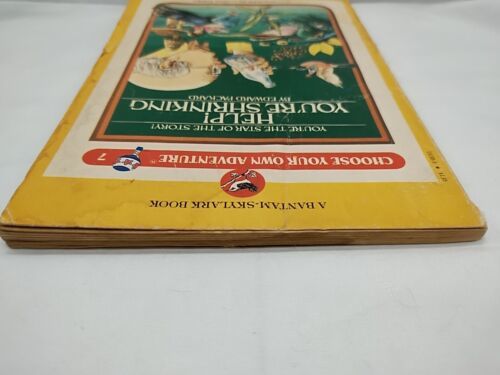 A BANTAM-SKYLARK BOOK
CHOOSE YOUR OWN ADVENTURE® 7
YOU'RE THE STAR OF THE STORY!
HELP!
YOU'RE SHRINKING
BY EDWARD PACKARD